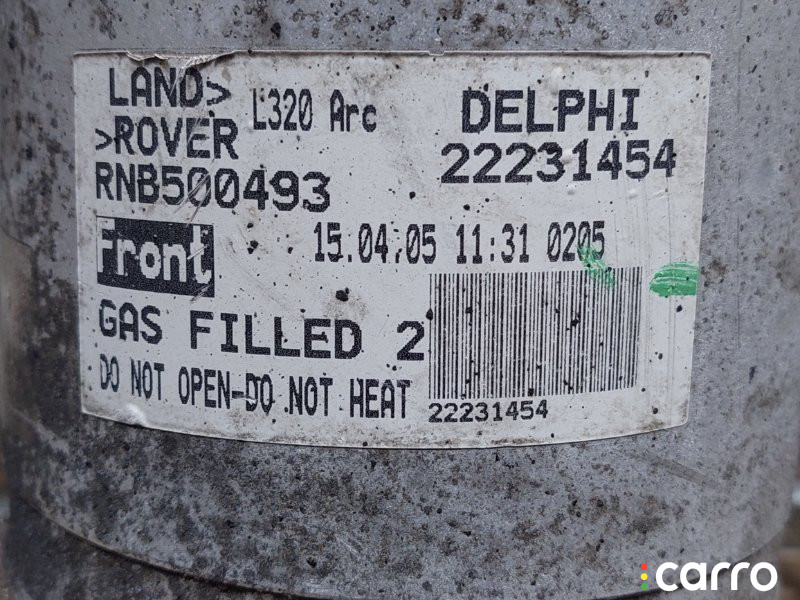 LAND>
>ROVER
L320 Arc
DELPHI
22231454
RNB500493
Front
15.04.05 11:31 0205
GAS FILLED 2
DO NOT OPEN-DO NOT HEAT
22231454
carro